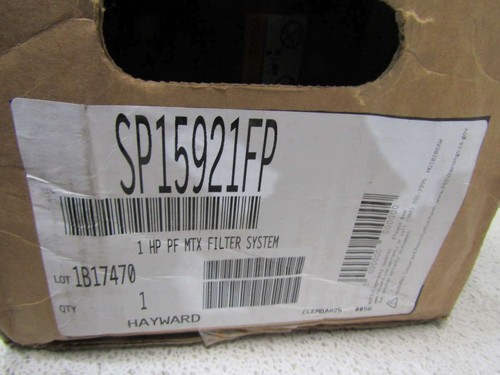 SP15921FP
1 HP PF MTX FILTER SYSTEM
LOT 1B17470
QTY 1
HAYWARD